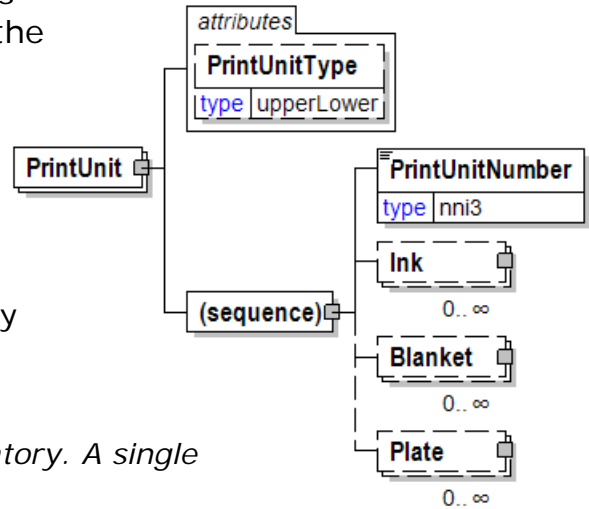 the
attributes
PrintUnitType
type upperLower
PrintUnit
PrintUnitNumber
type nni3
Ink
0.. ∞
(sequence)
y
Blanket
0.. ∞
tory. A single
Plate
0.. ∞